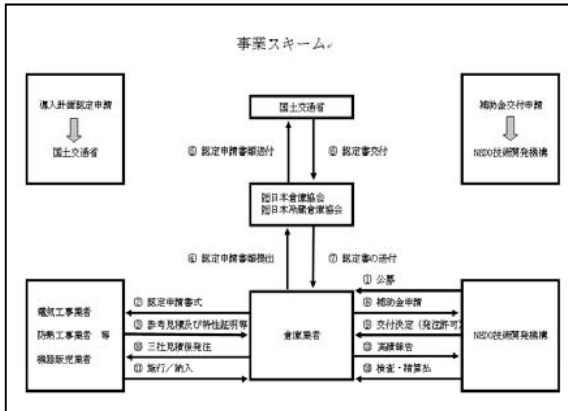 事業スキーム
導入計画認定申請
国土交通省
国土交通省
補助金交付申請
NEDO技術開発機構
⑤ 認定申請書類送付
⑥ 認定書交付
日本倉庫協会
日本冷蔵倉庫協会
④ 認定申請書類提出
⑦ 認定書の送付
① 公募
② 認定申請書式
⑧ 補助金申請
電気工事業者
防熱工事業者 等
機器販売業者
③ 参考見積及び特性証明等
倉庫業者
⑨ 交付決定（発注許可）
NEDO技術開発機構
⑩ 三社見積後発注
実績報告
⑪ 施行／納入
検査・精算払